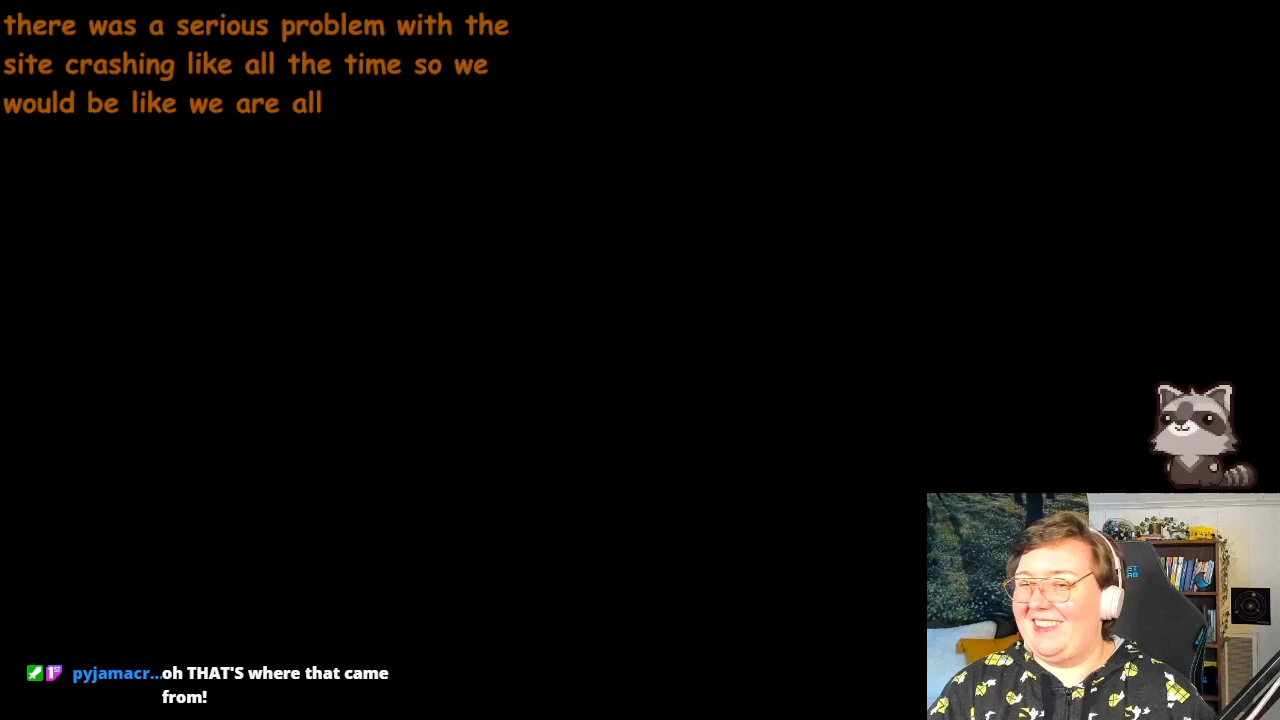 there was a serious problem with the
site crashing like all the time so we
would be like we are all
pyjamacr...oh THAT'S where that came
from!